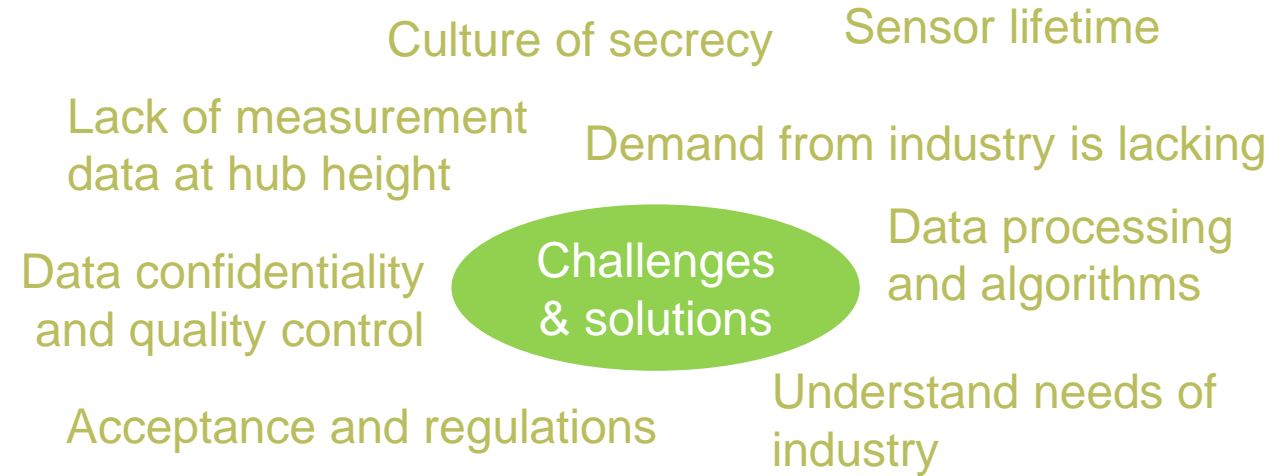 Culture of secrecy
Sensor lifetime
Lack of measurement
data at hub height
Demand from industry is lacking
Data processing
and algorithms
Challenges
& solutions
Data confidentiality
and quality control
Understand needs of
industry
Acceptance and regulations